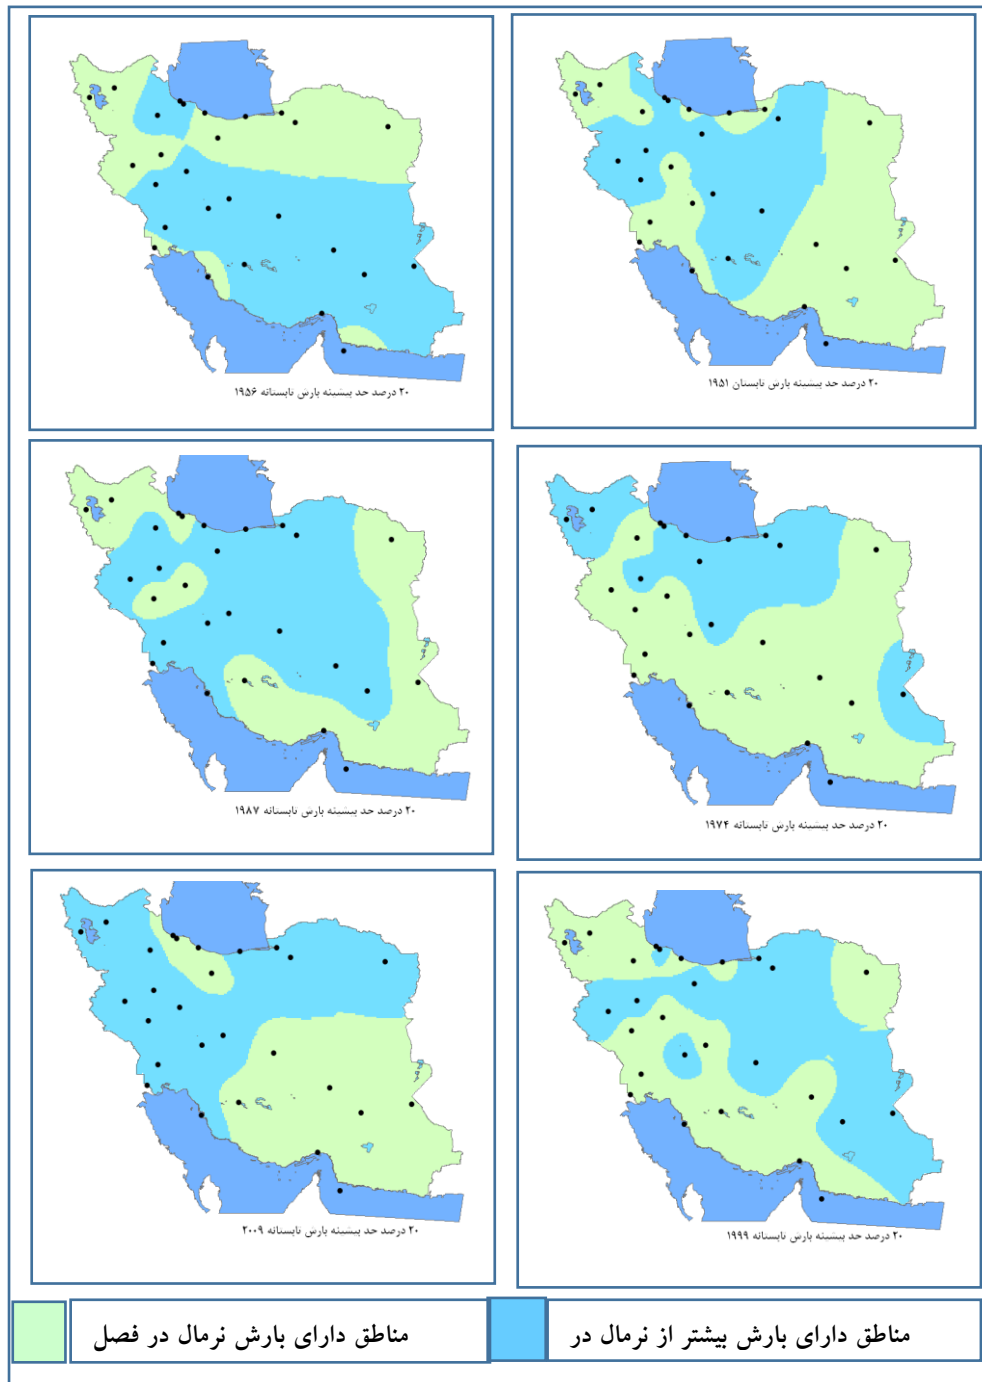 ۲۰ درصد حد بیشینه بارش تابستان ۱۹۵۱
۲۰ درصد حد بیشینه بارش تابستانه ۱۹۵۶
۲۰ درصد حد بیشینه بارش تابستانه ۱۹۷۴
۲۰ درصد حد بیشینه بارش تابستانه ۱۹۸۷
۲۰ درصد حد بیشینه بارش تابستانه ۱۹۹۹
۲۰ درصد حد بیشینه بارش تابستانه ۲۰۰۹
مناطق دارای بارش بیشتر از نرمال در
مناطق دارای بارش نرمال در فصل